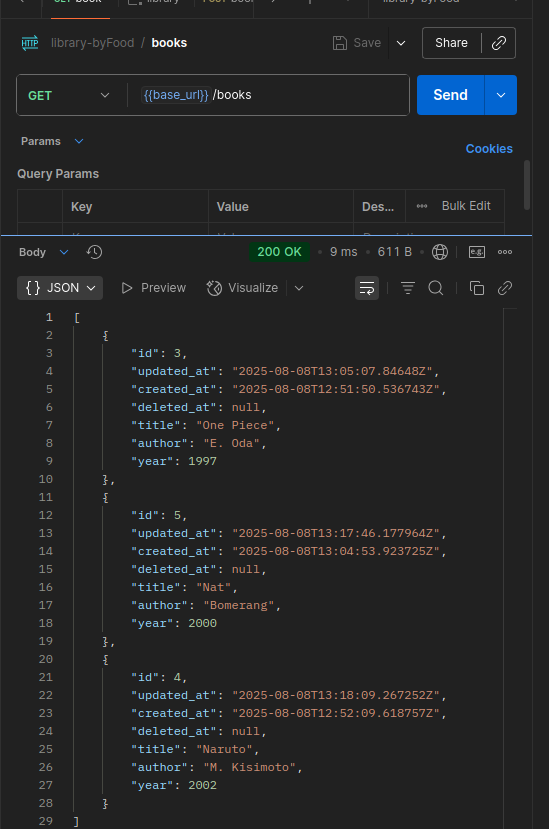 library-byFood / books
Save
Share
GET
{{base_url}} /books
Send
Params
Cookies
Query Params
Key Value Des... Bulk Edit
Body
200 OK • 9 ms • 611 B
e.g.
{} JSON
Preview
Visualize
1 [
2 {
3 "id": 3,
4 "updated_at": "2025-08-08T13:05:07.84648Z",
5 "created_at": "2025-08-08T12:51:50.536743Z",
6 "deleted_at": null,
7 "title": "One Piece",
8 "author": "E. Oda",
9 "year": 1997
10 },
11 {
12 "id": 5,
13 "updated_at": "2025-08-08T13:17:46.177964Z",
14 "created_at": "2025-08-08T13:04:53.923725Z",
15 "deleted_at": null,
16 "title": "Nat",
17 "author": "Bomerang",
18 "year": 2000
19 },
20 {
21 "id": 4,
22 "updated_at": "2025-08-08T13:18:09.267252Z",
23 "created_at": "2025-08-08T12:52:09.618757Z",
24 "deleted_at": null,
25 "title": "Naruto",
26 "author": "M. Kisimoto",
27 "year": 2002
28 }
29 ]